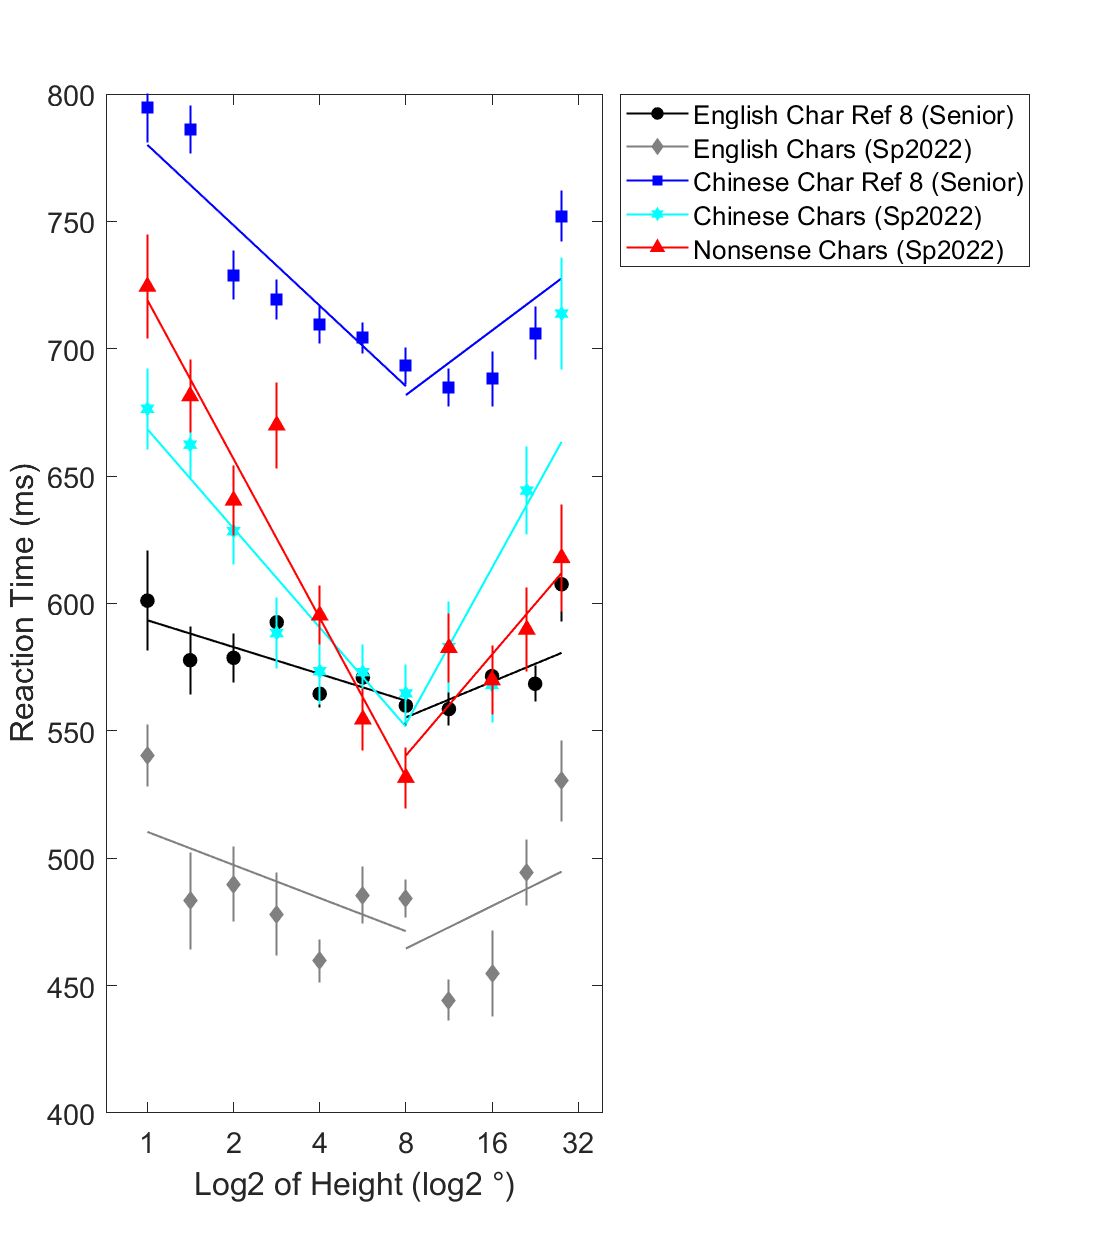 800
750
700
650
600
550
500
450
400
Reaction Time (ms)
1 2 4 8 16 32
Log2 of Height (log2 °)
English Char Ref 8 (Senior)
English Chars (Sp2022)
Chinese Char Ref 8 (Senior)
Chinese Chars (Sp2022)
Nonsense Chars (Sp2022)